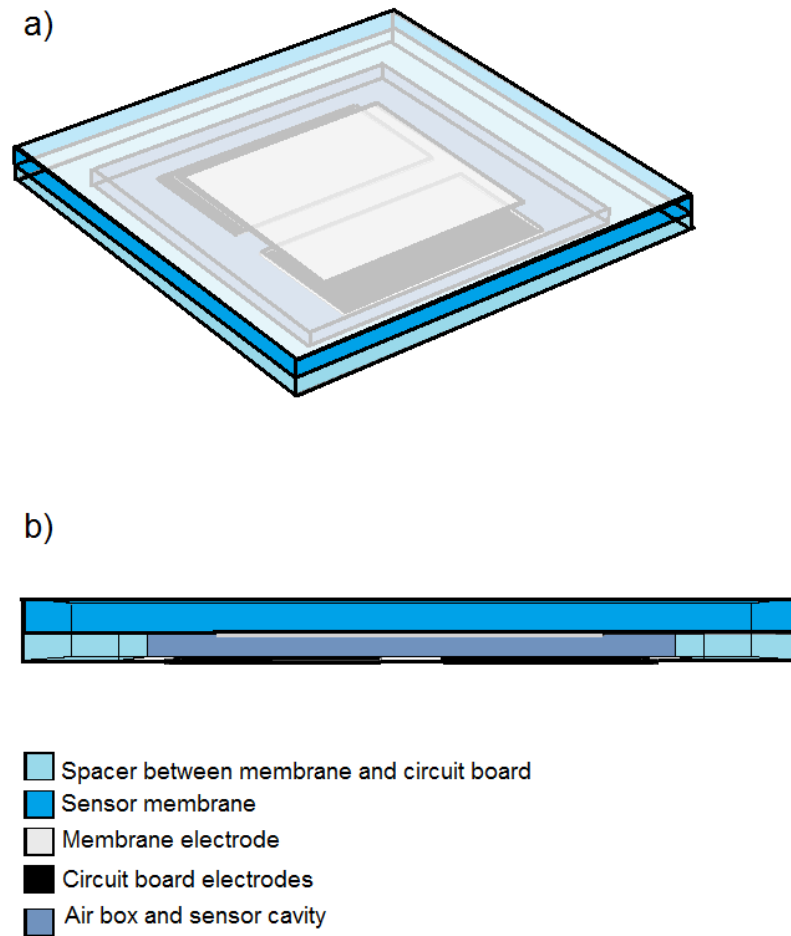 a)
b)
Spacer between membrane and circuit board
Sensor membrane
Membrane electrode
Circuit board electrodes
Air box and sensor cavity